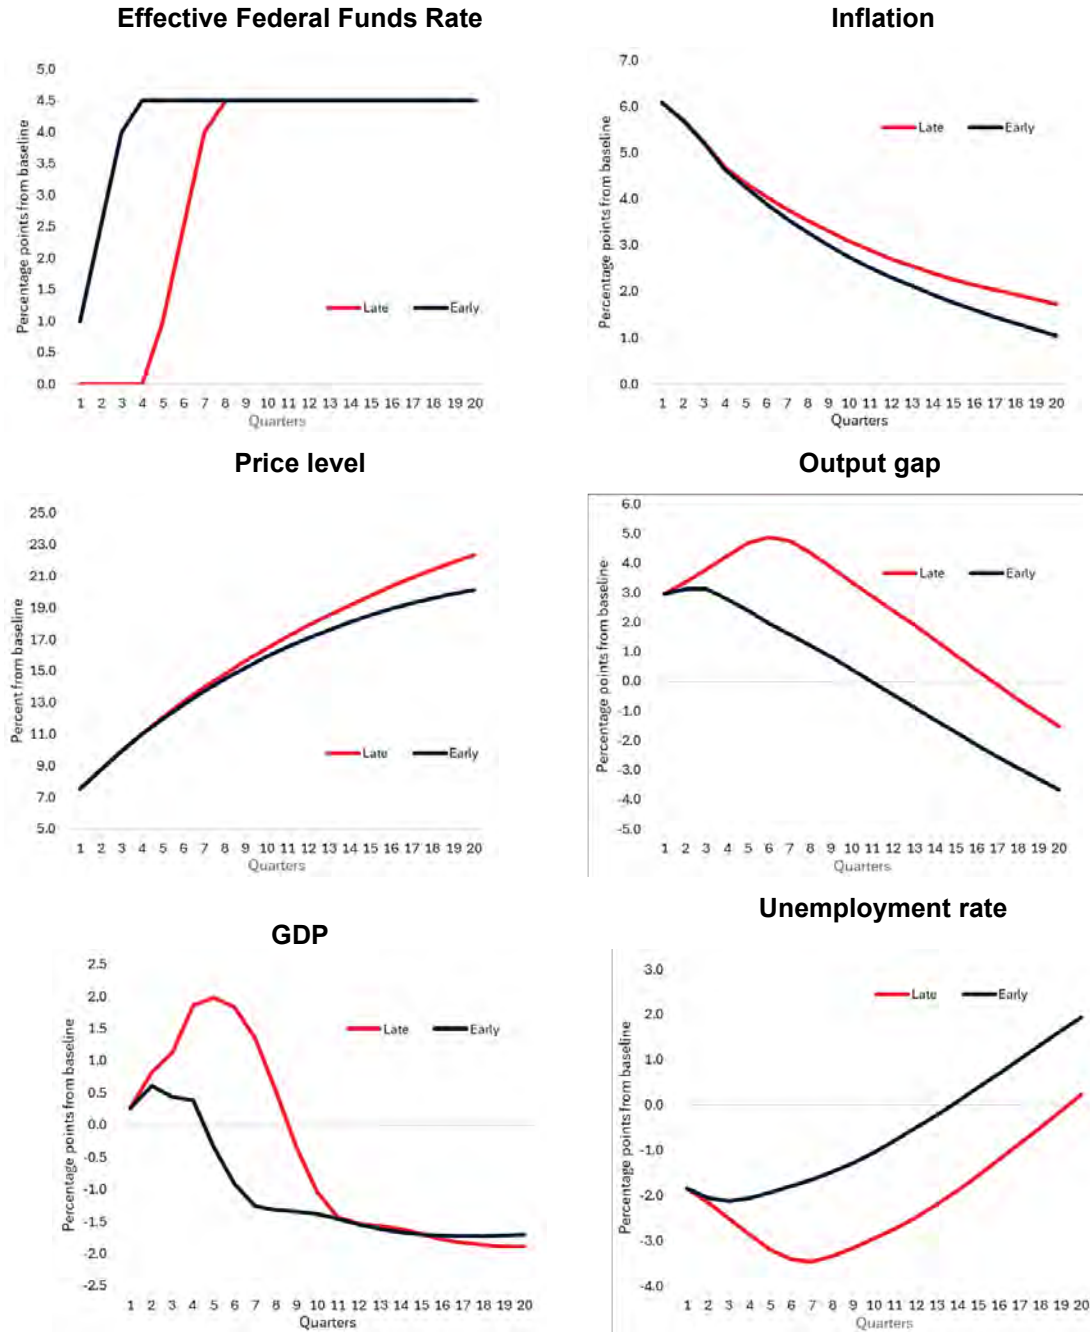 Effective Federal Funds Rate
Percentage points from baseline
5.0
4.5
4.0
3.5
3.0
2.5
2.0
1.5
1.0
0.5
0.0
Late Early
1 2 3 4 5 6 7 8 9 10 11 12 13 14 15 16 17 18 19 20
Quarters
Inflation
Percentage points from baseline
7.0
6.0
5.0
4.0
3.0
2.0
1.0
0.0
Late Early
1 2 3 4 5 6 7 8 9 10 11 12 13 14 15 16 17 18 19 20
Quarters
Price level
Percent from baseline
25.0
23.0
21.0
19.0
17.0
15.0
13.0
11.0
9.0
7.0
5.0
Late Early
1 2 3 4 5 6 7 8 9 10 11 12 13 14 15 16 17 18 19 20
Quarters
Output gap
Percentage points from baseline
6.0
5.0
4.0
3.0
2.0
1.0
0.0
-1.0
-2.0
-3.0
-4.0
-5.0
Late Early
1 2 3 4 5 6 7 8 9 10 11 12 13 14 15 16 17 18 19 20
Quarters
GDP
Percentage points from baseline
2.5
2.0
1.5
1.0
0.5
0.0
-0.5
-1.0
-1.5
-2.0
-2.5
Late Early
1 2 3 4 5 6 7 8 9 10 11 12 13 14 15 16 17 18 19 20
Quarters
Unemployment rate
Percentage points from baseline
3.0
2.0
1.0
0.0
-1.0
-2.0
-3.0
-4.0
Late Early
1 2 3 4 5 6 7 8 9 10 11 12 13 14 15 16 17 18 19 20
Quarters